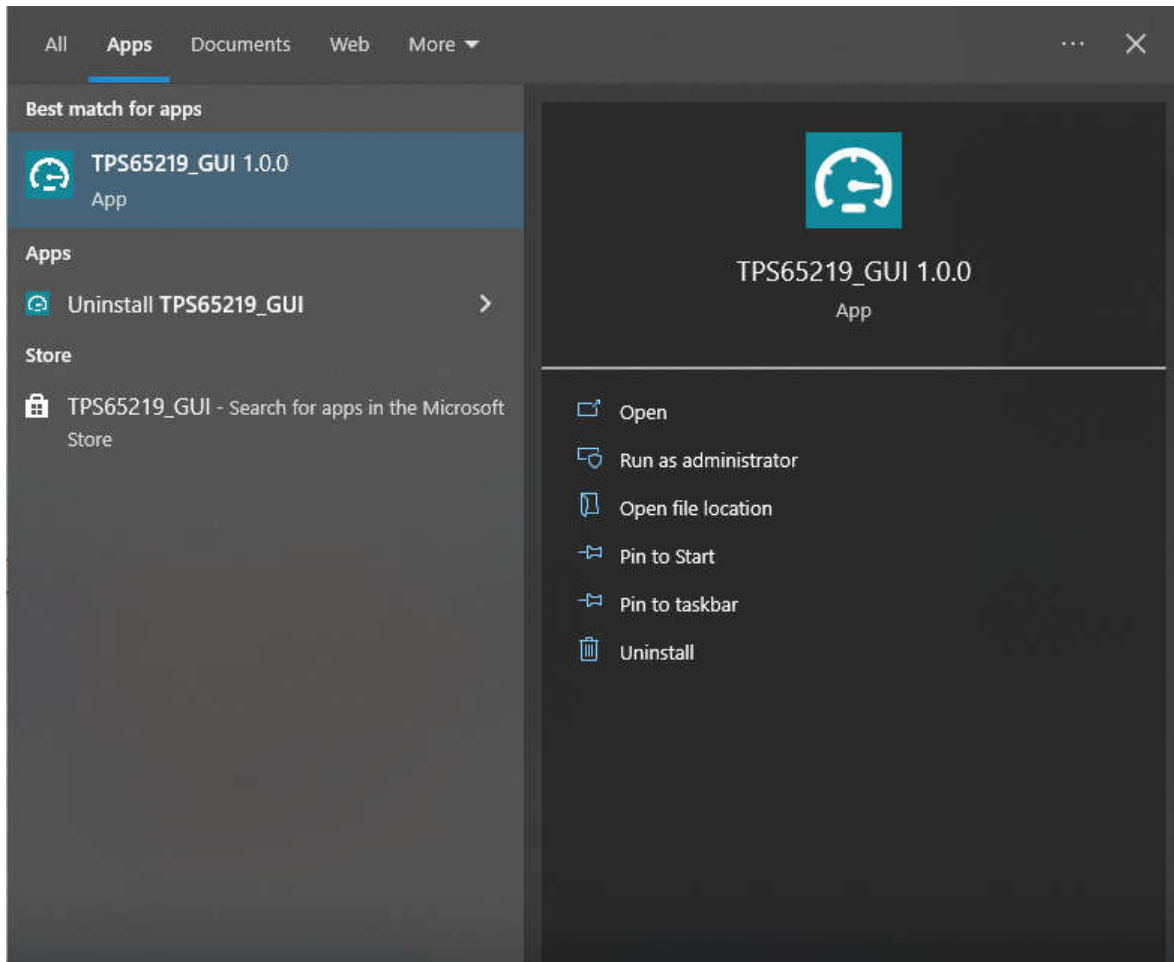 All Apps Documents Web More
Best match for apps
TPS65219_GUI 1.0.0
App
Apps
Uninstall TPS65219_GUI
Store
TPS65219_GUI - Search for apps in the Microsoft
Store
TPS65219_GUI 1.0.0
App
Open
Run as administrator
Open file location
Pin to Start
Pin to taskbar
Uninstall